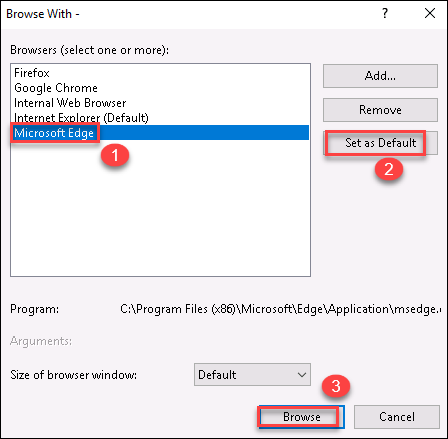 Browse With -
Browsers (select one or more):
Firefox
Google Chrome
Internal Web Browser
Internet Explorer (Default)
Microsoft Edge
1
Add...
Remove
Set as Default
2
Program: C:\Program Files (x86)\Microsoft\Edge\Application\msedge.
Arguments:
Size of browser window: Default
3
Browse
Cancel